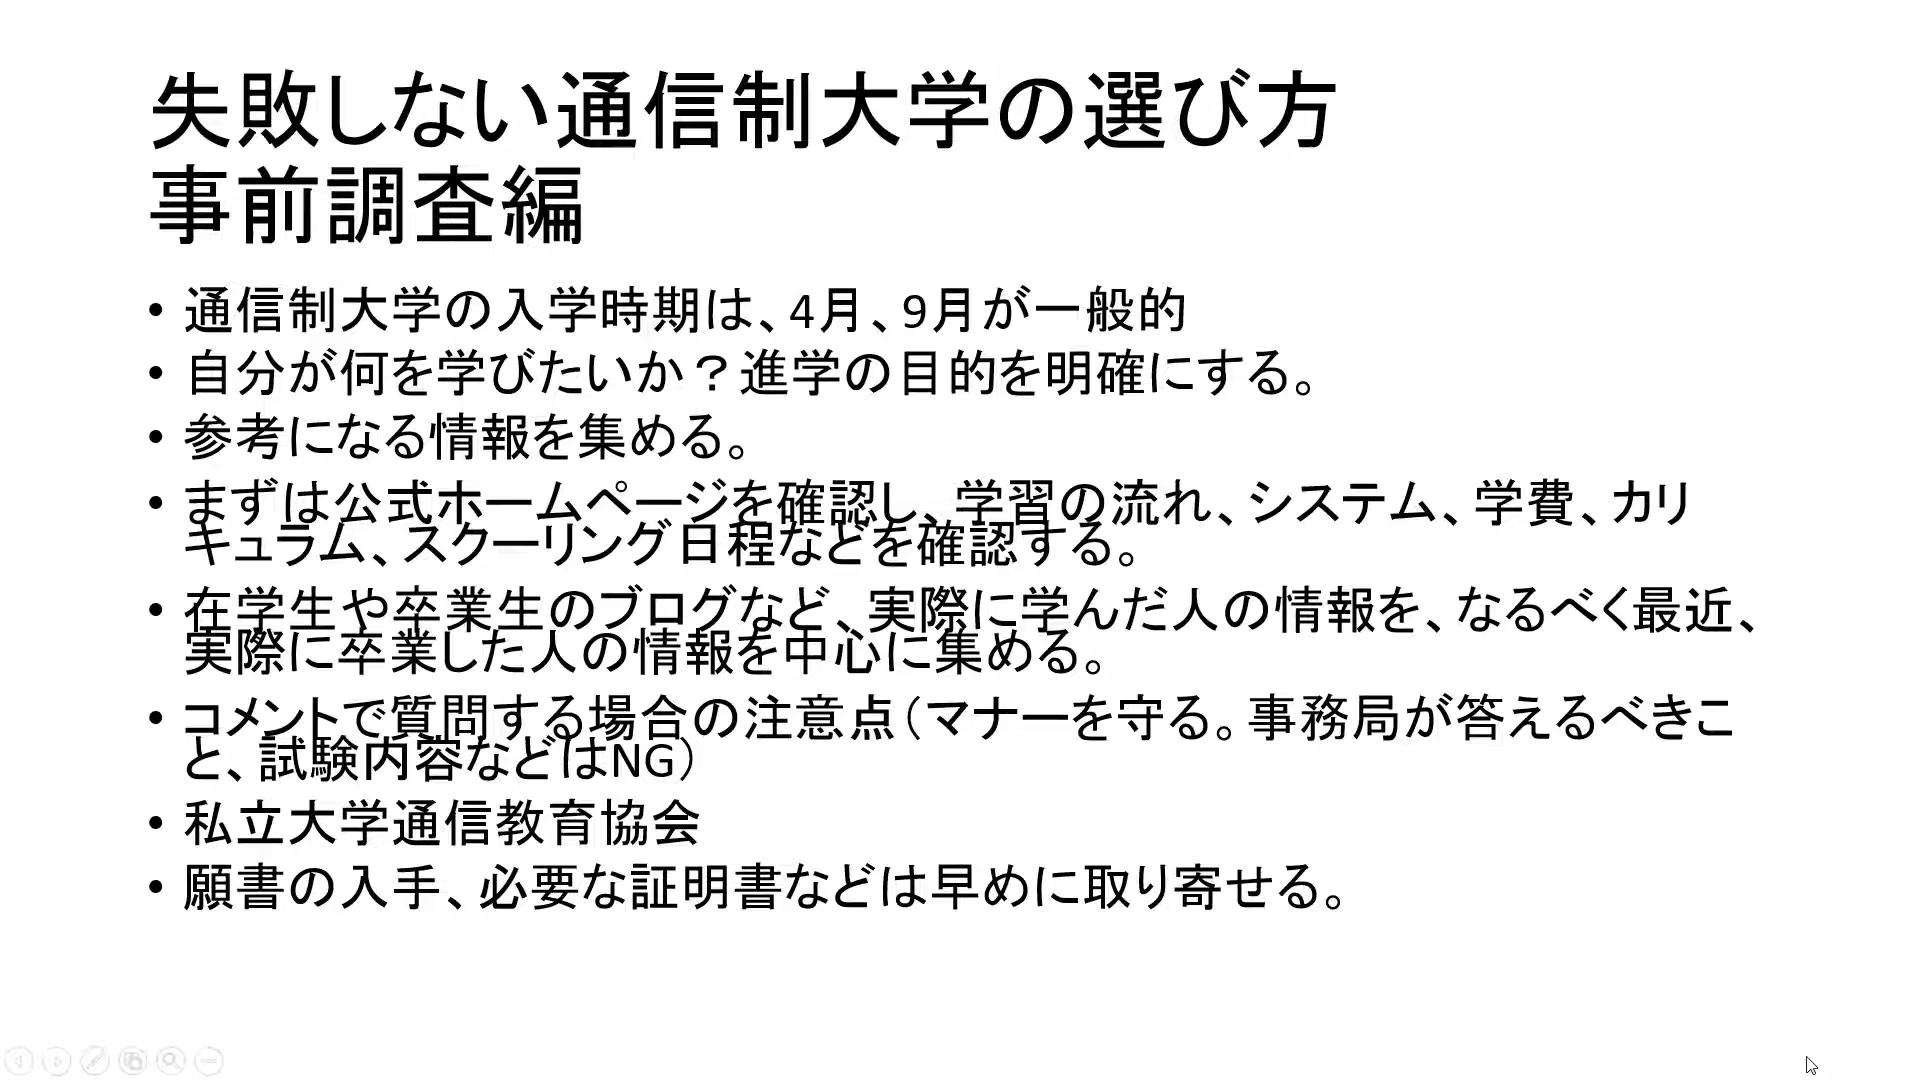 失敗しない通信制大学の選び方
事前調査編
• 通信制大学の入学時期は、4月、9月が一般的
• 自分が何を学びたいか？進学の目的を明確にする。
• 参考になる情報を集める。
• まずは公式ホームページを確認し、学習の流れ、システム、学費、カリ
キュラム、スクーリング日程などを確認する。
• 在学生や卒業生のブログなど、実際に学んだ人の情報を、なるべく最近、
実際に卒業した人の情報を中心に集める。
• コメントで質問する場合の注意点（マナーを守る。事務局が答えるべきこ
と、試験内容などはNG）
• 私立大学通信教育協会
• 願書の入手、必要な証明書などは早めに取り寄せる。